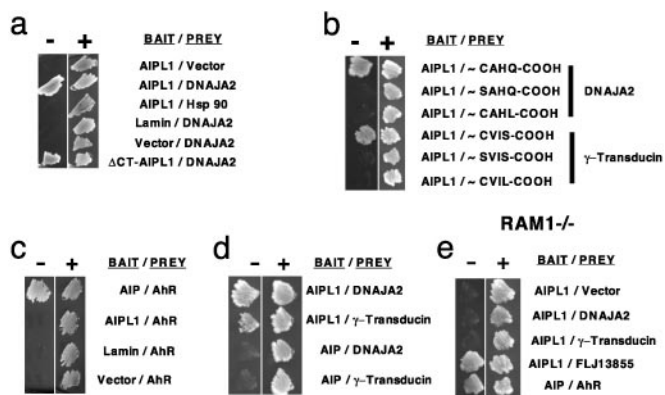 a
- + BAIT / PREY
AIPL1 / Vector
AIPL1 / DNAJA2
AIPL1 / Hsp 90
Lamin / DNAJA2
Vector / DNAJA2
ΔCT-AIPL1 / DNAJA2
b
- + BAIT / PREY
AIPL1 / ~ CAHQ-COOH
AIPL1 / ~ SAHQ-COOH
AIPL1 / ~ CAHL-COOH
DNAJA2
AIPL1 / ~ CVIS-COOH
AIPL1 / ~ SVIS-COOH
AIPL1 / ~ CVIL-COOH
γ-Transducin
c
- + BAIT / PREY
AIP / AhR
AIPL1 / AhR
Lamin / AhR
Vector / AhR
d
- + BAIT / PREY
AIPL1 / DNAJA2
AIPL1 / γ-Transducin
AIP / DNAJA2
AIP / γ-Transducin
RAM1-/-
e
- + BAIT / PREY
AIPL1 / Vector
AIPL1 / DNAJA2
AIPL1 / γ-Transducin
AIPL1 / FLJ13855
AIP / AhR